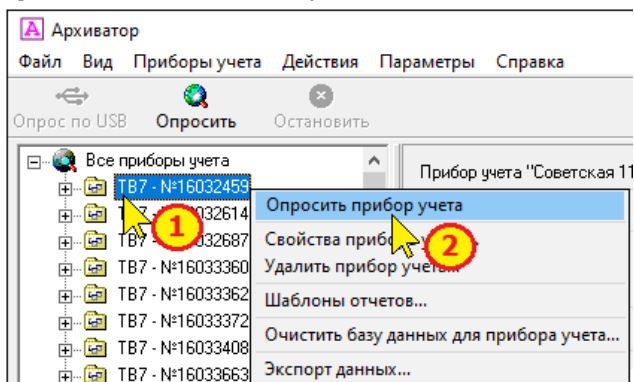 Архиватор
Файл Вид Приборы учета Действия Параметры Справка
Опрос по USB Опросить Остановить
Все приборы учета
Прибор учета "Советская 11
ТВ7 - №16032459
Опросить прибор учета
1
2
32614
Свойства
32687
Удалить прибор учета...
ТВ7 - №16033360
ТВ7 - №16033362
Шаблоны отчетов...
ТВ7 - №16033372
Очистить базу данных для прибора учета...
ТВ7 - №16033408
Экспорт данных...
ТВ7 - №16033663